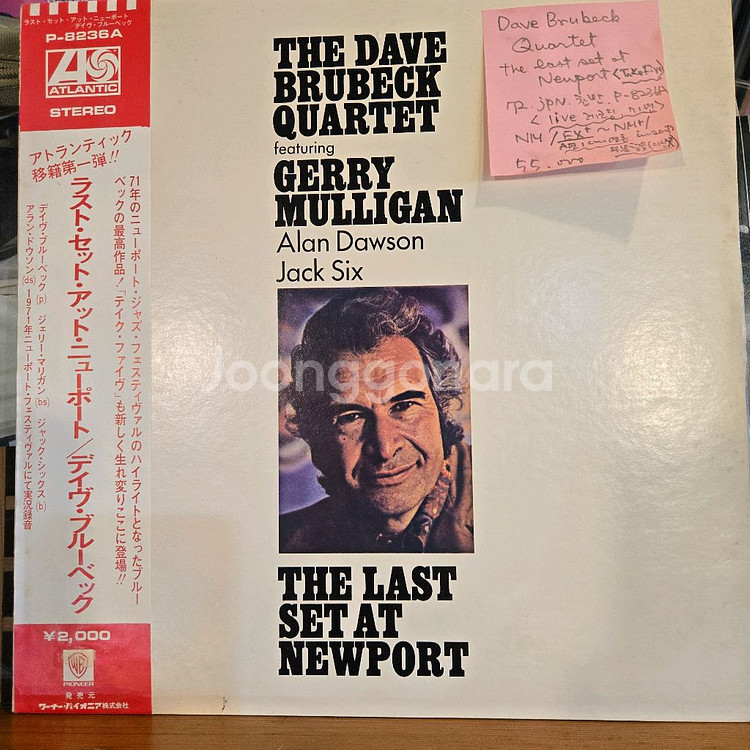 ラスト・セット・アット・ニューポート
デイヴ・ブルーベック
P-8236A
ATLANTIC
STEREO
アトランティック
移籍第一弾!!
71年のニューポート・ジャズ・フェスティヴァルのハイライトとなったブルー
ベックの最高作品!「テイク・ファイヴ」も新しく生れ変りここに登場!!
ラスト・セット・アット・ニューポート/デイヴ・ブルーベック
デイヴ・ブルーベック(p) ジェリー・マリガン(bs) ジャック・シックス(b)
アラン・ドウソン(ds) 1971年ニューポート・フェスティヴァルにて実況録音
¥2,000
PIONEER
発売元
ワーナー・パイオニア株式会社
THE DAVE
BRUBECK
QUARTET
featuring
GERRY
MULLIGAN
Alan Dawson
Jack Six
THE LAST
SET AT
NEWPORT
Dave Brubeck
Quartet
the last set at
Newport (Take Five)
rp. jpn. P-8236A
< live
NM / EX+ ~ NM+/
insert
55.000
Joonggonara